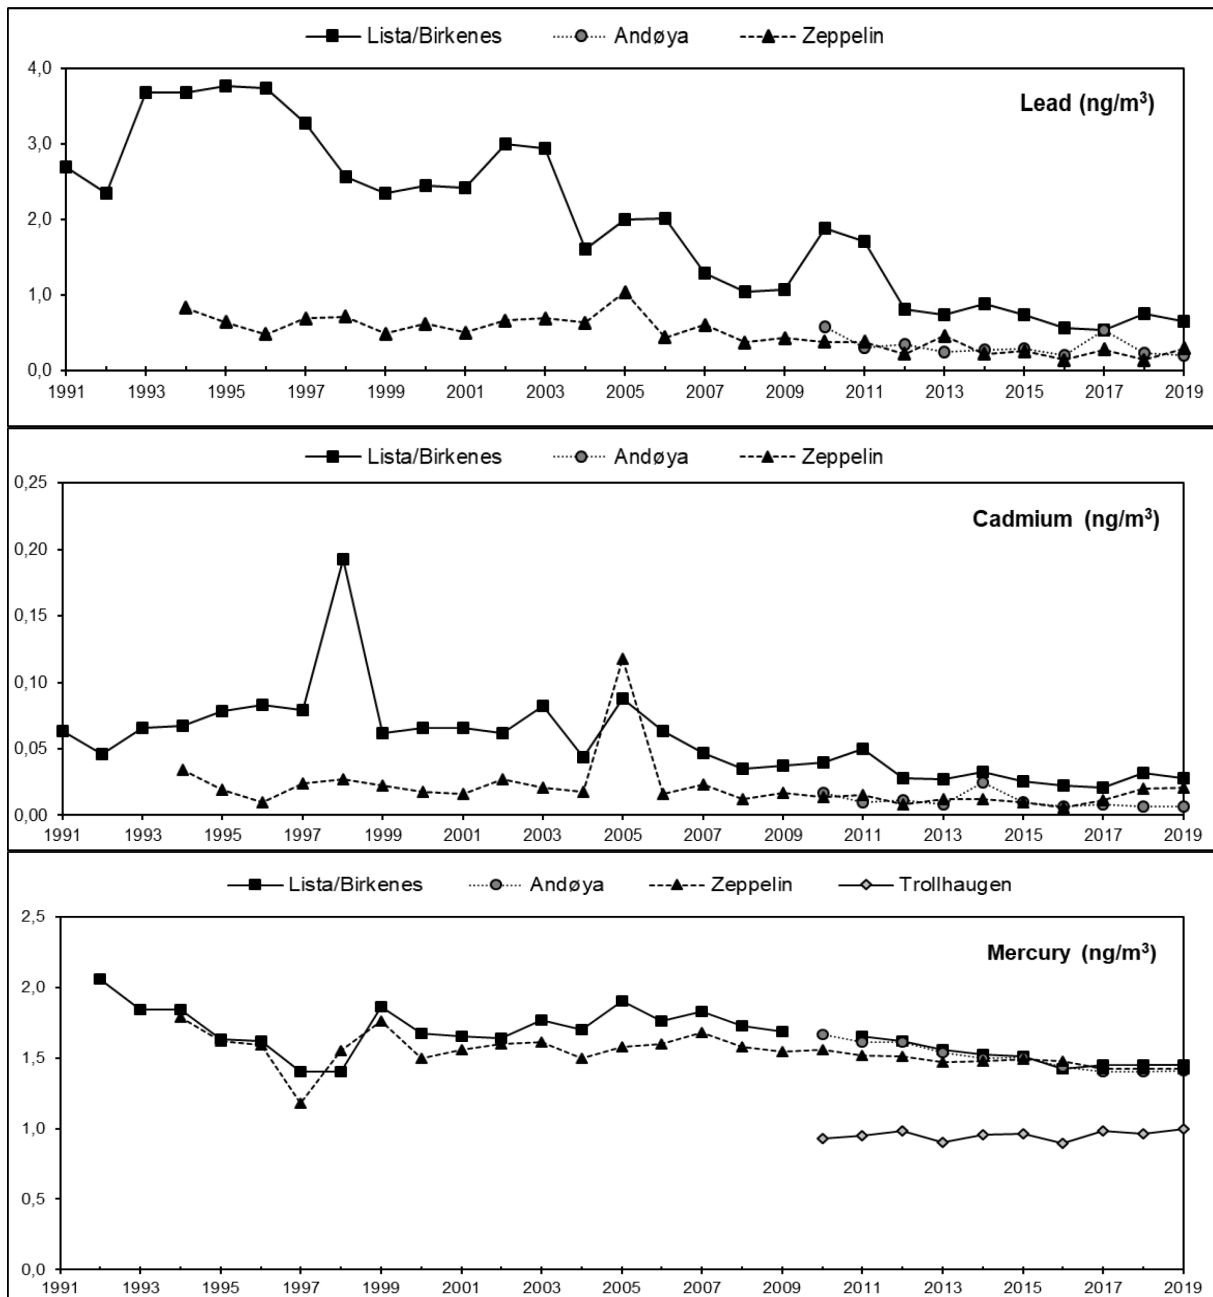 Lista/Birkenes Andøya Zeppelin
Lead (ng/m³)
4,0
3,0
2,0
1,0
0,0
1991 1993 1995 1997 1999 2001 2003 2005 2007 2009 2011 2013 2015 2017 2019
Lista/Birkenes Andøya Zeppelin
Cadmium (ng/m³)
0,25
0,20
0,15
0,10
0,05
0,00
1991 1993 1995 1997 1999 2001 2003 2005 2007 2009 2011 2013 2015 2017 2019
Lista/Birkenes Andøya Zeppelin Trollhaugen
Mercury (ng/m³)
2,5
2,0
1,5
1,0
0,5
0,0
1991 1993 1995 1997 1999 2001 2003 2005 2007 2009 2011 2013 2015 2017 2019